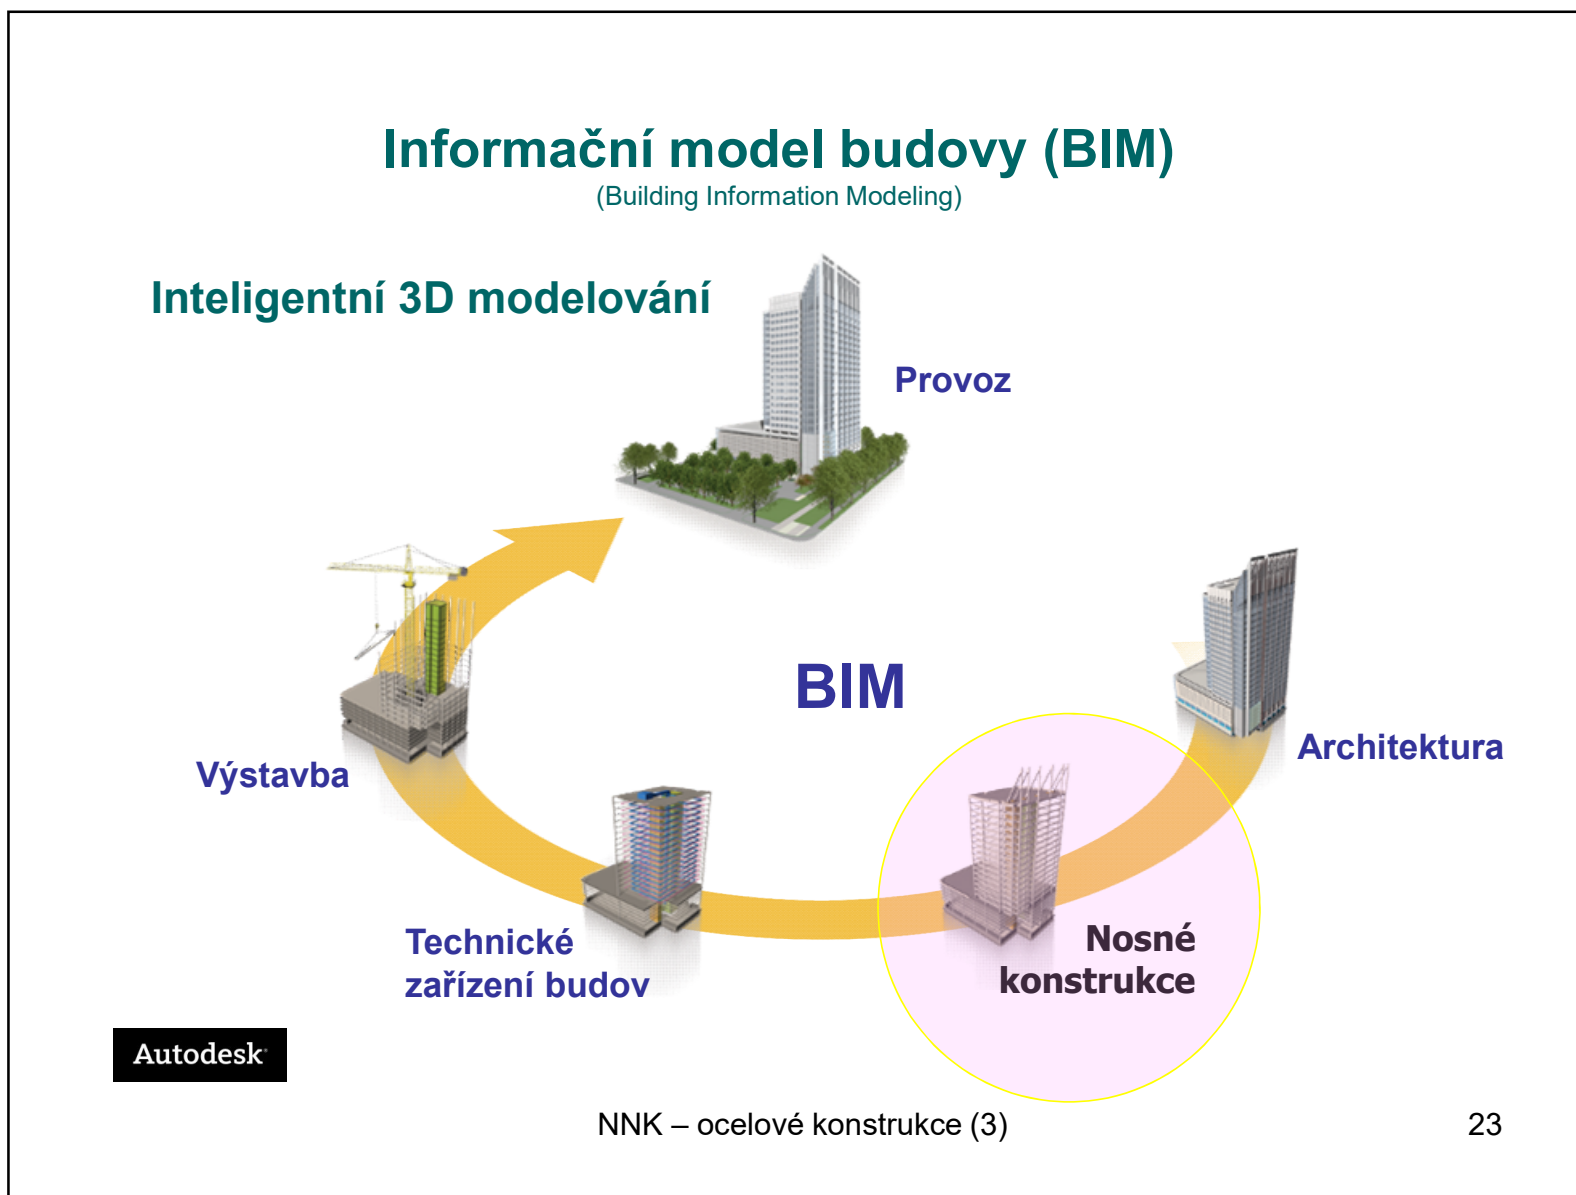 Informační model budovy (BIM)
(Building Information Modeling)
Inteligentní 3D modelování
Provoz
BIM
Architektura
Výstavba
Technické
zařízení budov
Nosné
konstrukce
Autodesk
NNK – ocelové konstrukce (3)
23